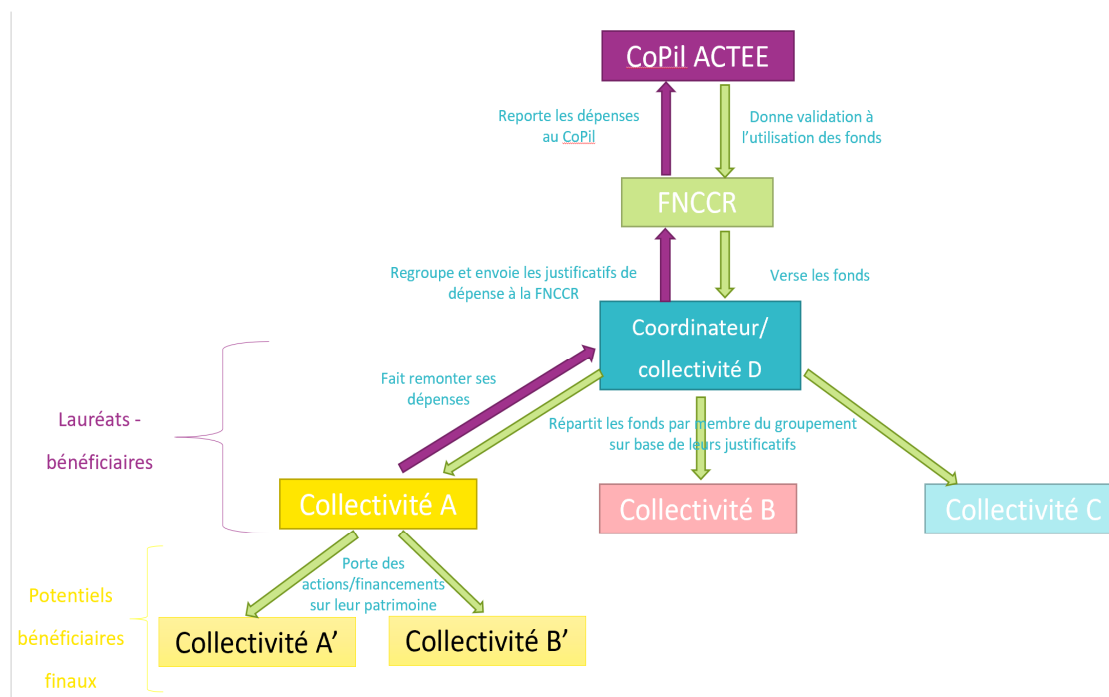 CoPil ACTEE
Reporte les dépenses
au CoPil
Donne validation à
l’utilisation des fonds
FNCCR
Regroupe et envoie les justificatifs de
dépense à la FNCCR
Verse les fonds
Coordinateur/
collectivité D
Fait remonter ses
dépenses
Répartit les fonds par membre du groupement
sur base de leurs justificatifs
Lauréats -
bénéficiaires
Collectivité A
Collectivité B
Collectivité C
Porte des
actions/financements
sur leur patrimoine
Potentiels
bénéficiaires
finaux
Collectivité A’
Collectivité B’